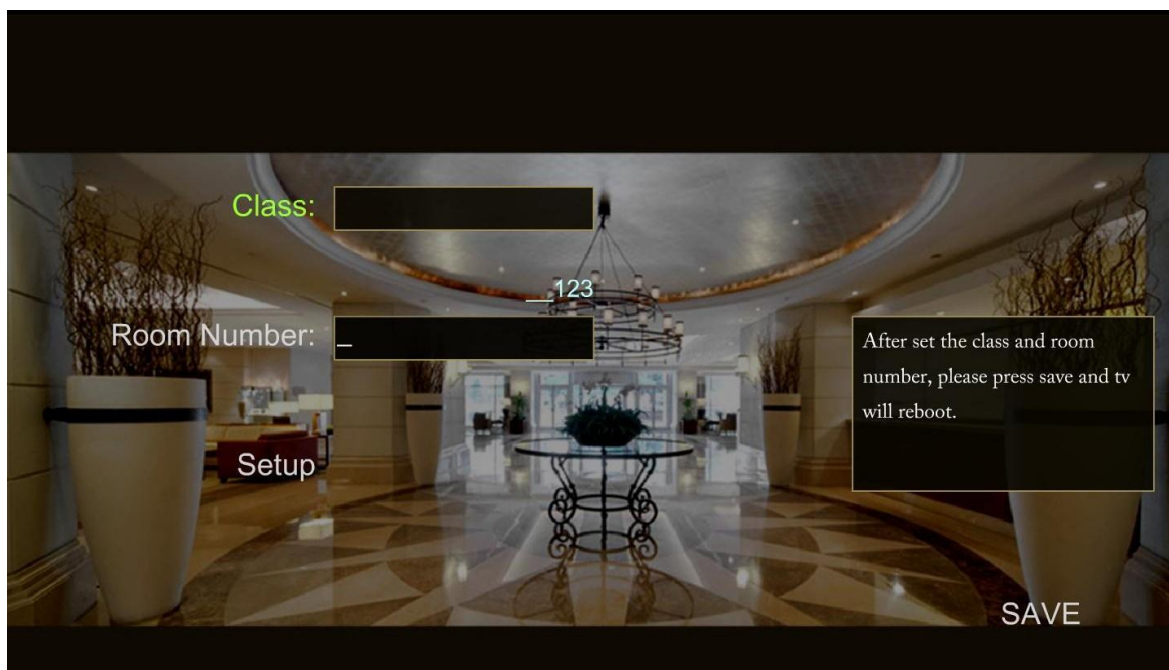 Class:
__123
Room Number: _
After set the class and room
number, please press save and tv
will reboot.
Setup
SAVE